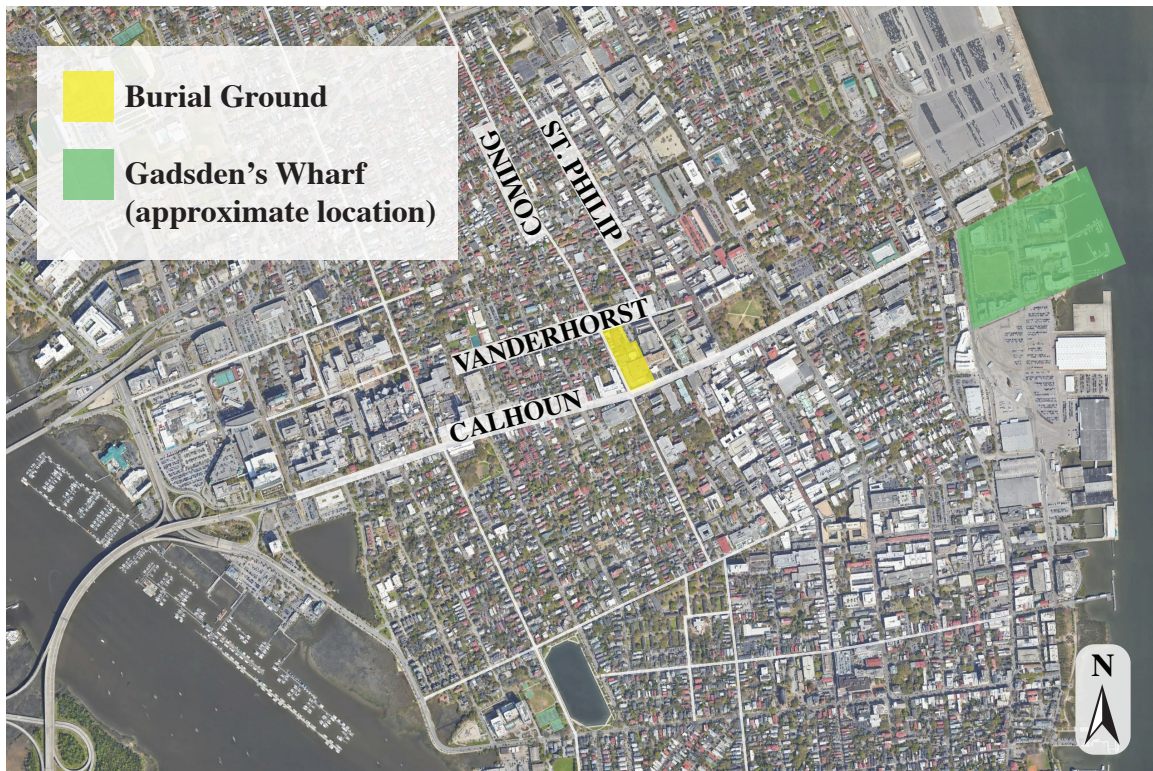 Burial Ground
Gadsden’s Wharf
(approximate location)
COMING
ST. PHILIP
VANDERHORST
CALHOUN
N